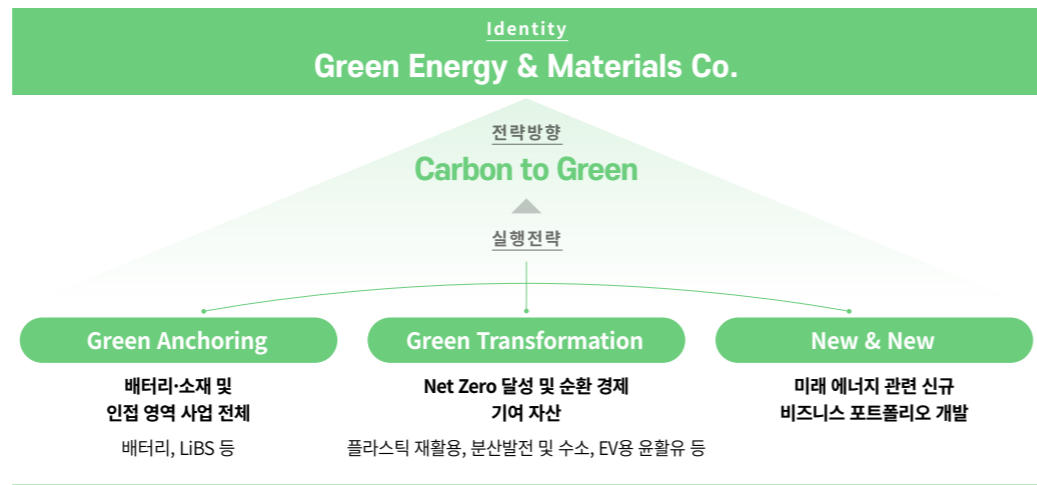 Identity
Green Energy & Materials Co.
전략방향
Carbon to Green
실행전략
Green Anchoring
Green Transformation
New & New
배터리·소재 및
인접 영역 사업 전체
배터리, LiBS 등
Net Zero 달성 및 순환 경제
기여 자산
플라스틱 재활용, 분산발전 및 수소, EV용 윤활유 등
미래 에너지 관련 신규
비즈니스 포트폴리오 개발